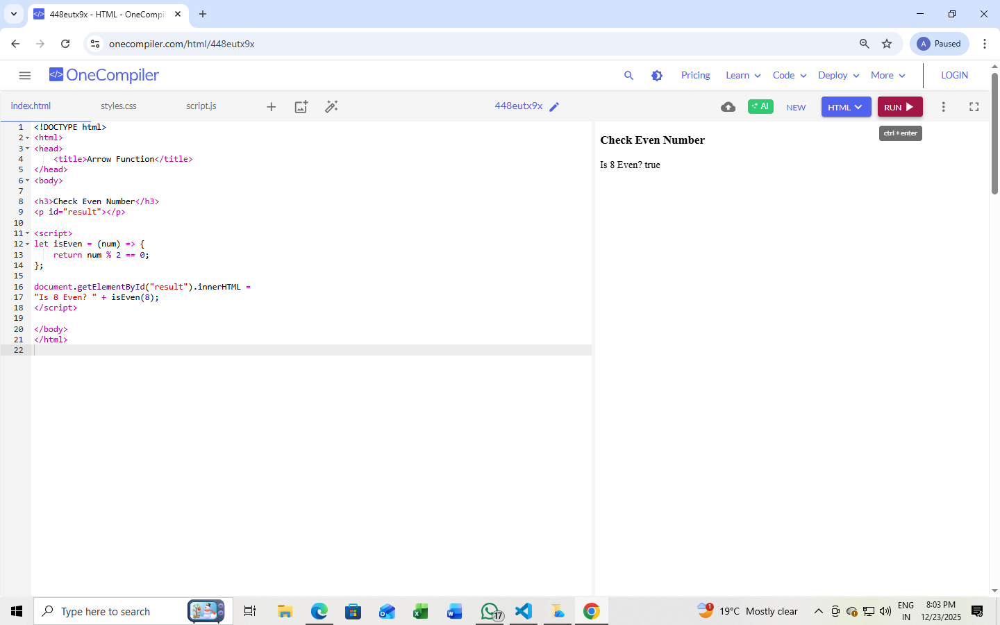 448eutx9x - HTML - OneCompi
onecompiler.com/html/448eutx9x
A Paused
</> OneCompiler
Pricing Learn Code Deploy More LOGIN
index.html styles.css script.js
448eutx9x
AI NEW HTML RUN
ctrl + enter
1 <!DOCTYPE html>
2 <html>
3 <head>
4     <title>Arrow Function</title>
5 </head>
6 <body>
7
8 <h3>Check Even Number</h3>
9 <p id="result"></p>
10
11 <script>
12 let isEven = (num) => {
13     return num % 2 == 0;
14 };
15
16 document.getElementById("result").innerHTML =
17 "Is 8 Even? " + isEven(8);
18 </script>
19
20 </body>
21 </html>
22
Check Even Number
Is 8 Even? true
Type here to search
17
1
19°C Mostly clear
ENG
IN
8:03 PM
12/23/2025